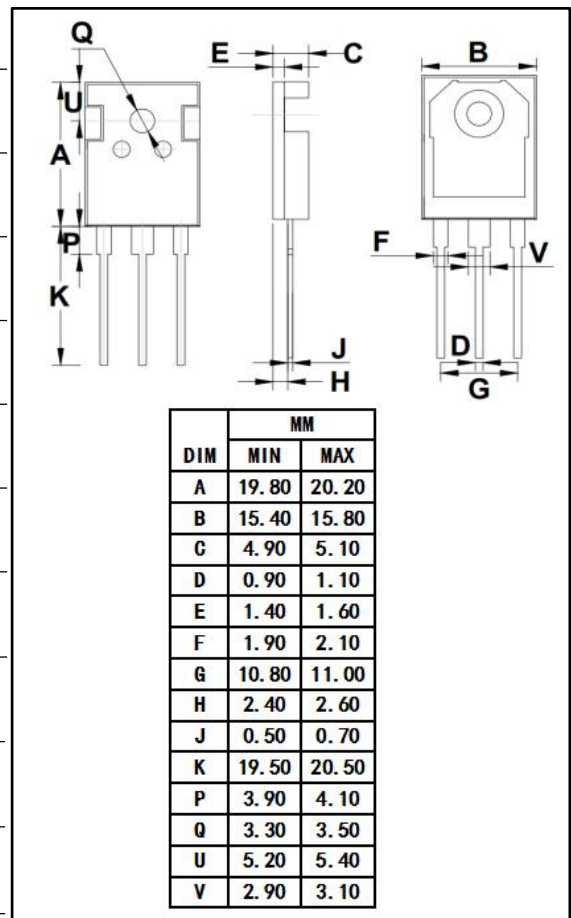 Q
E C B
U
A
P
K
F V
J
D
H G
MM
DIM MIN MAX
A 19.80 20.20
B 15.40 15.80
C 4.90 5.10
D 0.90 1.10
E 1.40 1.60
F 1.90 2.10
G 10.80 11.00
H 2.40 2.60
J 0.50 0.70
K 19.50 20.50
P 3.90 4.10
Q 3.30 3.50
U 5.20 5.40
V 2.90 3.10